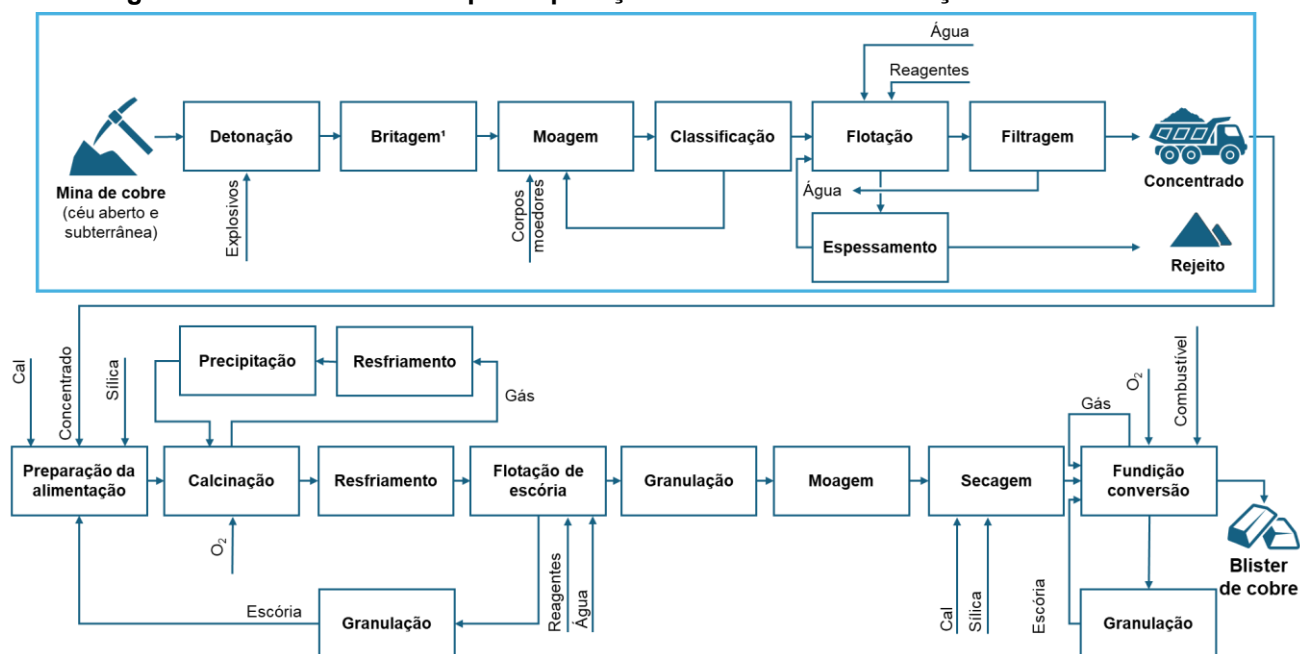 Água
Reagentes
Detonação
Britagem¹
Moagem
Classificação
Flotação
Filtragem
Mina de cobre
(céu aberto e
subterrânea)
Explosivos
Corpos
moedores
Água
Concentrado
Espessamento
Rejeito
Cal
Concentrado
Sílica
Precipitação
Resfriamento
Gás
O₂
Combustível
Gás
Preparação da
alimentação
Calcinação
Resfriamento
Flotação de
escória
Granulação
Moagem
Secagem
Fundição
conversão
O₂
Reagentes
Água
Cal
Sílica
Escória
Blister
de cobre
Escória
Granulação
Granulação